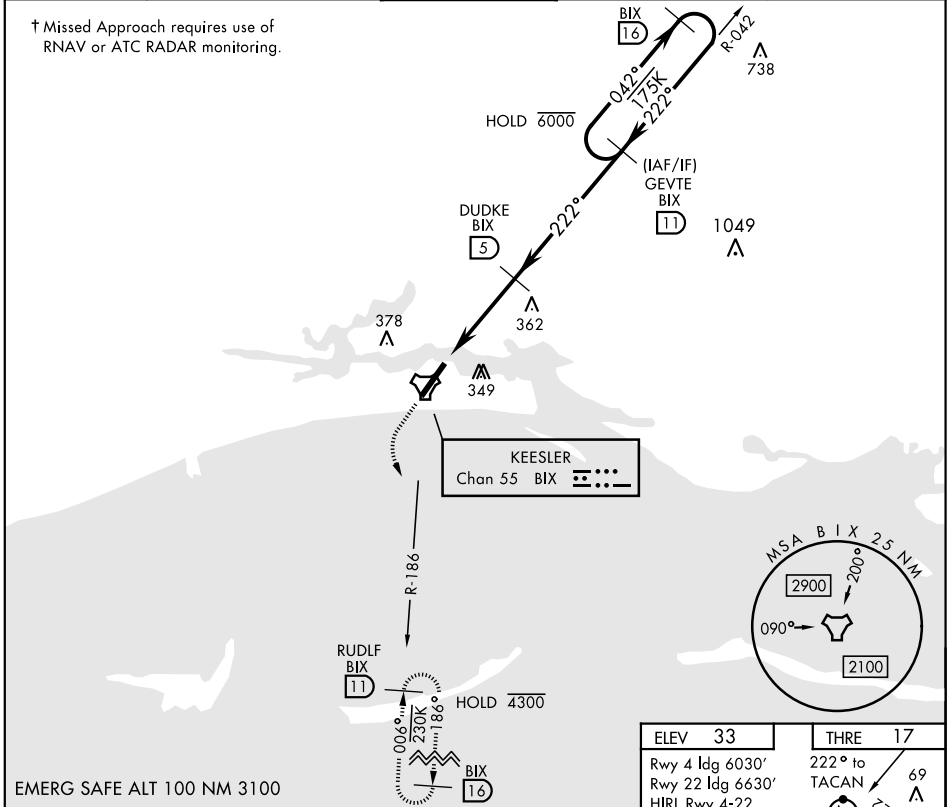 † Missed Approach requires use of
RNAV or ATC RADAR monitoring.
BIX
16
R-042
738
042°
175K
222°
HOLD 6000
(IAF/IF)
GEVTE
BIX
11
1049
DUDKE
BIX
5
222°
362
378
349
KEESLER
Chan 55 BIX
R-186
MSA BIX 25 NM
2900
200°
090°
2100
RUDLF
BIX
11
HOLD 4300
006°
230K
186°
BIX
16
EMERG SAFE ALT 100 NM 3100
ELEV 33
THRE 17
Rwy 4 ldg 6030'
Rwy 22 ldg 6630'
HIRL Rwy 4-22
222° to
TACAN
69